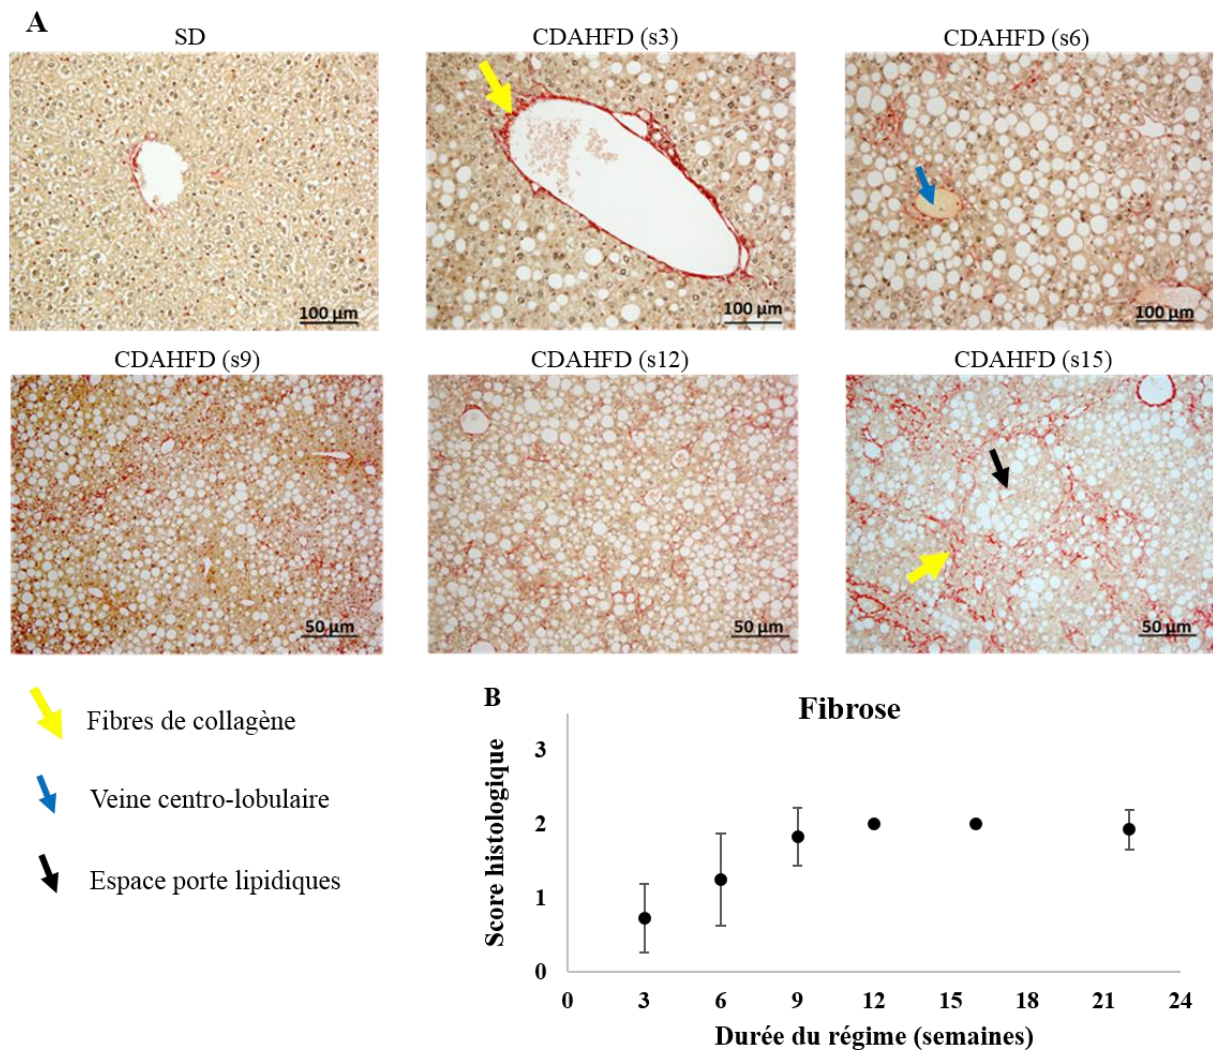 A
SD
CDAHFD (s3)
CDAHFD (s6)
100 µm
100 µm
100 µm
CDAHFD (s9)
CDAHFD (s12)
CDAHFD (s15)
50 µm
50 µm
50 µm
Fibres de collagène
Veine centro-lobulaire
Espace porte lipidiques
B
Fibrose
Score histologique
3
2
1
0
0 3 6 9 12 15 18 21 24
Durée du régime (semaines)